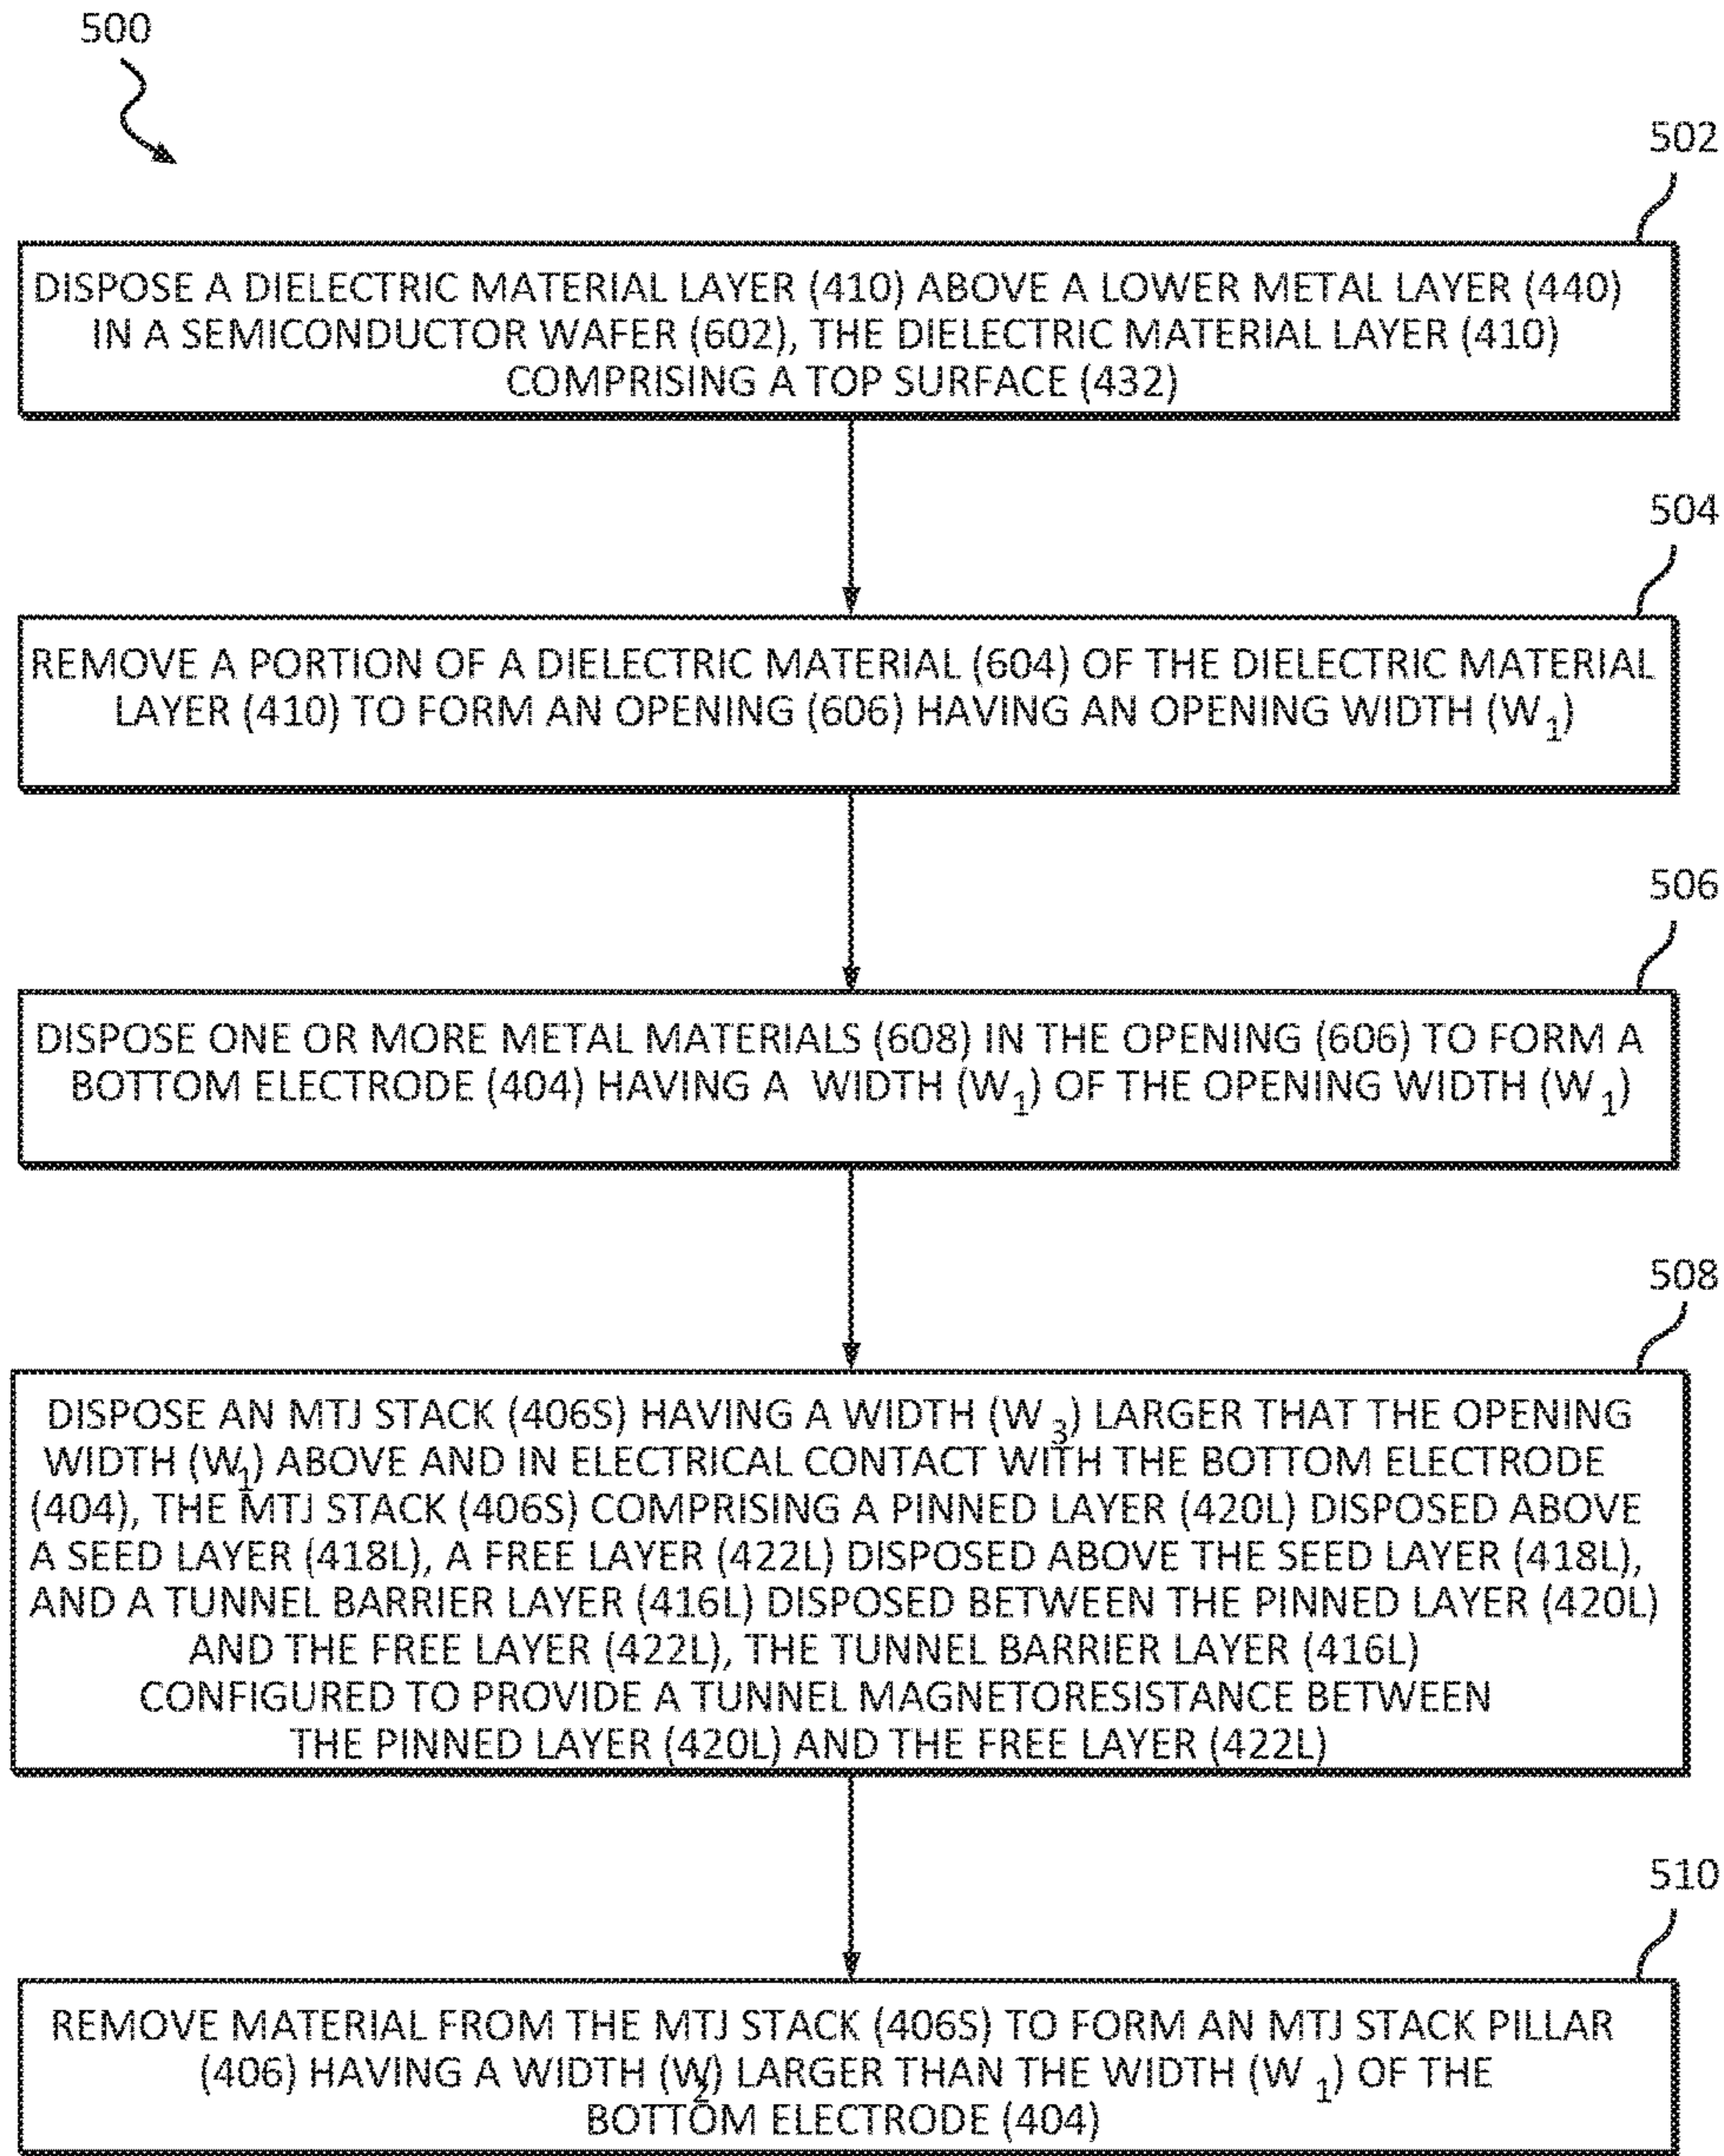 500
502
DISPOSE A DIELECTRIC MATERIAL LAYER (410) ABOVE A LOWER METAL LAYER (440)
IN A SEMICONDUCTOR WAFER (602), THE DIELECTRIC MATERIAL LAYER (410)
COMPRISING A TOP SURFACE (432)
504
REMOVE A PORTION OF A DIELECTRIC MATERIAL (604) OF THE DIELECTRIC MATERIAL
LAYER (410) TO FORM AN OPENING (606) HAVING AN OPENING WIDTH (W1)
506
DISPOSE ONE OR MORE METAL MATERIALS (608) IN THE OPENING (606) TO FORM A
BOTTOM ELECTRODE (404) HAVING A WIDTH (W1) OF THE OPENING WIDTH (W1)
508
DISPOSE AN MTJ STACK (406S) HAVING A WIDTH (W3) LARGER THAT THE OPENING
WIDTH (W1) ABOVE AND IN ELECTRICAL CONTACT WITH THE BOTTOM ELECTRODE
(404), THE MTJ STACK (406S) COMPRISING A PINNED LAYER (420L) DISPOSED ABOVE
A SEED LAYER (418L), A FREE LAYER (422L) DISPOSED ABOVE THE SEED LAYER (418L),
AND A TUNNEL BARRIER LAYER (416L) DISPOSED BETWEEN THE PINNED LAYER (420L)
AND THE FREE LAYER (422L), THE TUNNEL BARRIER LAYER (416L)
CONFIGURED TO PROVIDE A TUNNEL MAGNETORESISTANCE BETWEEN
THE PINNED LAYER (420L) AND THE FREE LAYER (422L)
510
REMOVE MATERIAL FROM THE MTJ STACK (406S) TO FORM AN MTJ STACK PILLAR
(406) HAVING A WIDTH (W2) LARGER THAN THE WIDTH (W1) OF THE
BOTTOM ELECTRODE (404)